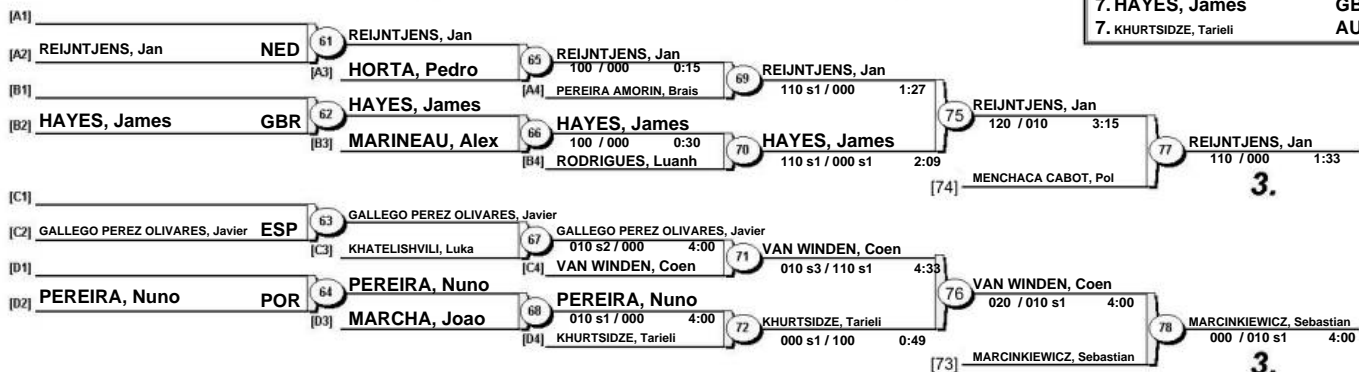 7. HAYES, James GB
7. KHURTSIDZE, Tarieli AU
[A1]
[A2] REIJNTJENS, Jan NED
61
REIJNTJENS, Jan
[A3] HORTA, Pedro
65
REIJNTJENS, Jan
100 / 000 0:15
[A4] PEREIRA AMORIN, Brais
69
REIJNTJENS, Jan
110 s1 / 000 1:27
[B1]
[B2] HAYES, James GBR
62
HAYES, James
[B3] MARINEAU, Alex
66
HAYES, James
100 / 000 0:30
[B4] RODRIGUES, Luanh
70
HAYES, James
110 s1 / 000 s1 2:09
75
REIJNTJENS, Jan
120 / 010 3:15
[74] MENCHACA CABOT, Pol
77
REIJNTJENS, Jan
110 / 000 1:33
3.
[C1]
[C2] GALLEGO PEREZ OLIVARES, Javier ESP
63
GALLEGO PEREZ OLIVARES, Javier
[C3] KHATELISHVILI, Luka
67
GALLEGO PEREZ OLIVARES, Javier
010 s2 / 000 4:00
[C4] VAN WINDEN, Coen
71
VAN WINDEN, Coen
010 s3 / 110 s1 4:33
[D1]
[D2] PEREIRA, Nuno POR
64
PEREIRA, Nuno
[D3] MARCHA, Joao
68
PEREIRA, Nuno
010 s1 / 000 4:00
[D4] KHURTSIDZE, Tarieli
72
KHURTSIDZE, Tarieli
000 s1 / 100 0:49
76
VAN WINDEN, Coen
020 / 010 s1 4:00
[73] MARCINKIEWICZ, Sebastian
78
MARCINKIEWICZ, Sebastian
000 / 010 s1 4:00
3.